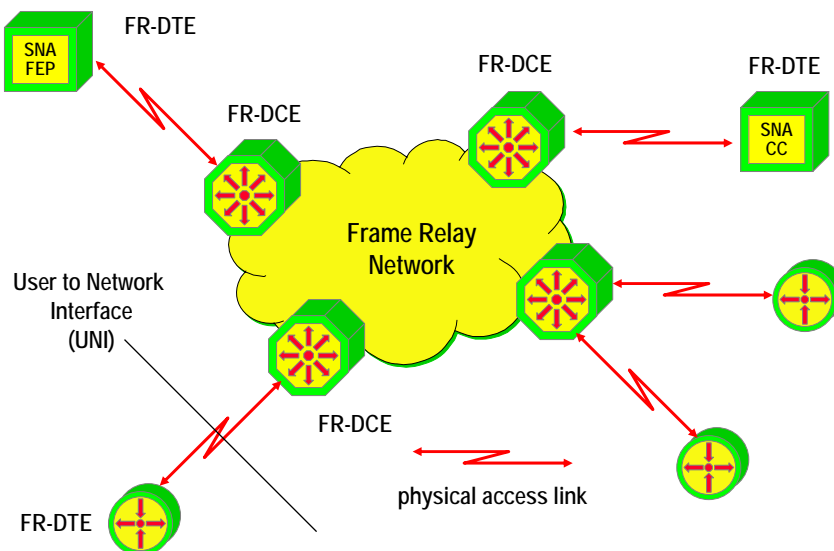 FR-DTE
SNA
FEP
FR-DCE
FR-DCE
FR-DTE
SNA
CC
Frame Relay
Network
User to Network
Interface
(UNI)
FR-DCE
physical access link
FR-DTE